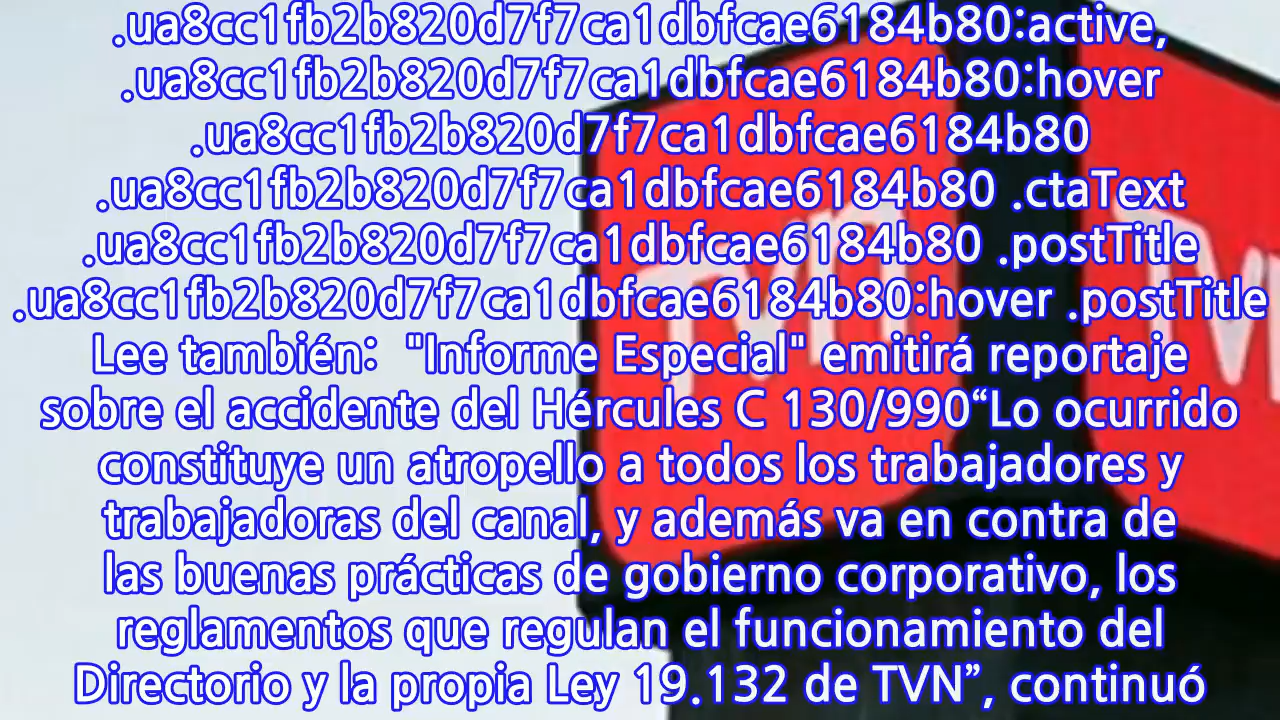 .ua8cc1fb2b820d7f7ca1dbfcae6184b80:active,
.ua8cc1fb2b820d7f7ca1dbfcae6184b80:hover
.ua8cc1fb2b820d7f7ca1dbfcae6184b80
.ua8cc1fb2b820d7f7ca1dbfcae6184b80 .ctaText
.ua8cc1fb2b820d7f7ca1dbfcae6184b80 .postTitle
.ua8cc1fb2b820d7f7ca1dbfcae6184b80:hover .postTitle
Lee también:  "Informe Especial" emitirá reportaje
sobre el accidente del Hércules C 130/990“Lo ocurrido
constituye un atropello a todos los trabajadores y
trabajadoras del canal, y además va en contra de
las buenas prácticas de gobierno corporativo, los
reglamentos que regulan el funcionamiento del
Directorio y la propia Ley 19.132 de TVN”, continuó
TVN
TVN